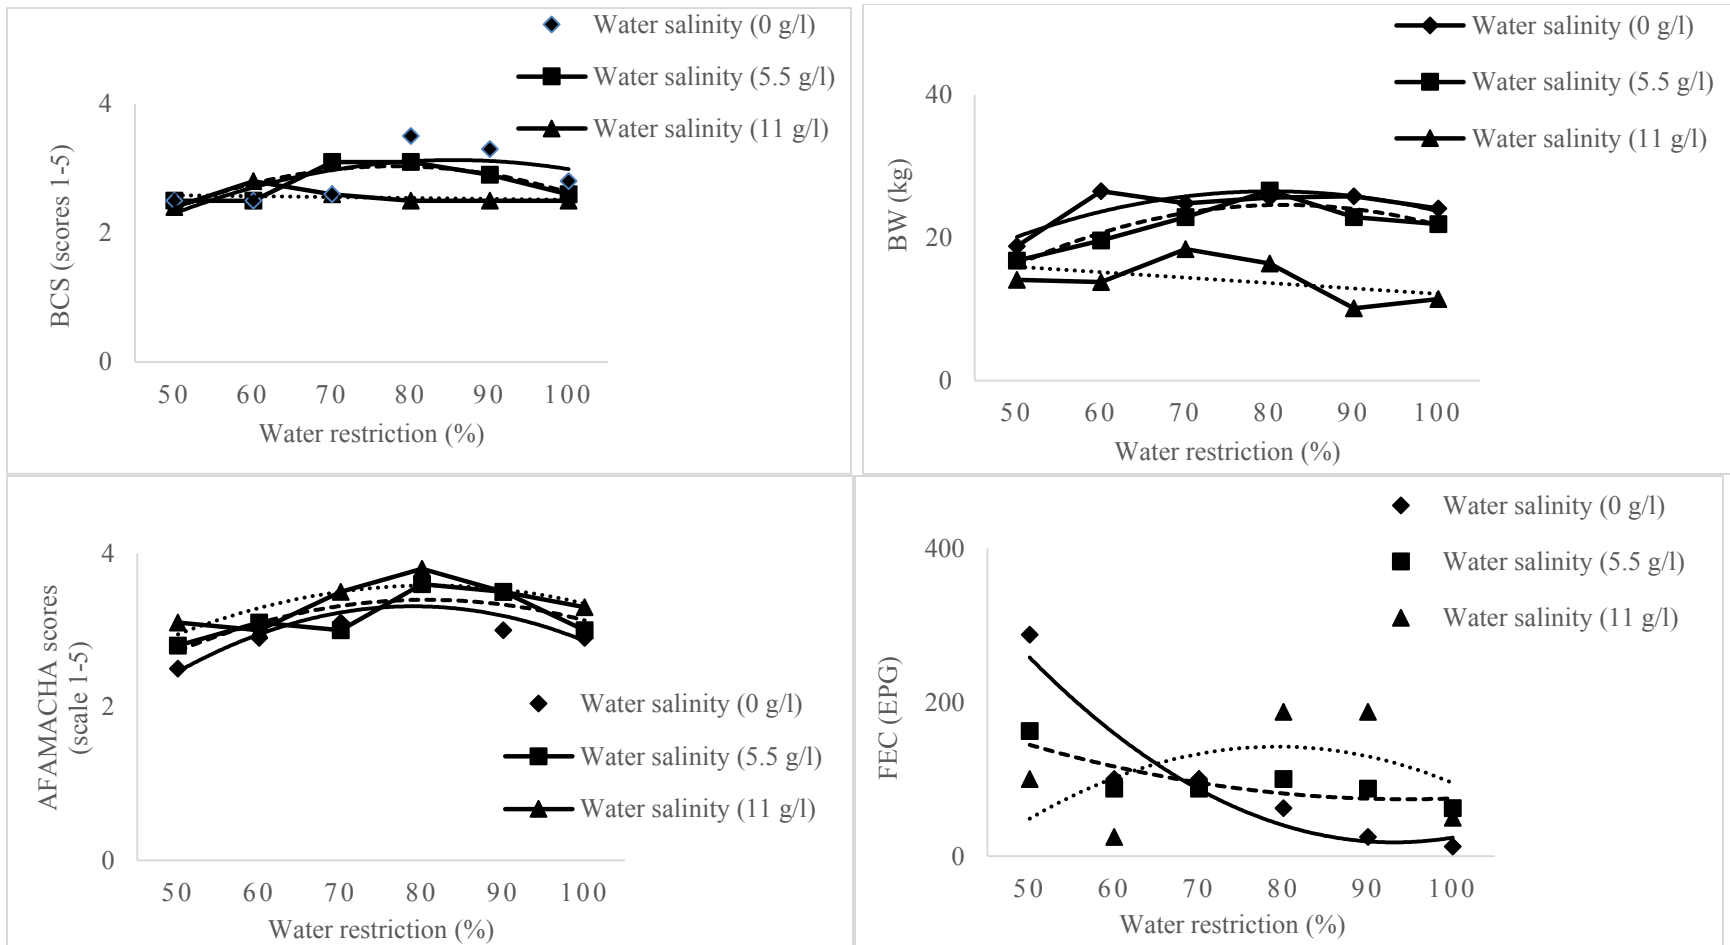 Water salinity (0 g/l)
Water salinity (5.5 g/l)
Water salinity (11 g/l)
BCS (scores 1-5)
4
2
0
50 60 70 80 90 100
Water restriction (%)
Water salinity (0 g/l)
Water salinity (5.5 g/l)
Water salinity (11 g/l)
BW (kg)
40
20
0
50 60 70 80 90 100
Water restriction (%)
AFAMACHA scores
(scale 1-5)
4
2
0
Water salinity (0 g/l)
Water salinity (5.5 g/l)
Water salinity (11 g/l)
50 60 70 80 90 100
Water restriction (%)
Water salinity (0 g/l)
Water salinity (5.5 g/l)
Water salinity (11 g/l)
FEC (EPG)
400
200
0
50 60 70 80 90 100
Water restriction (%)